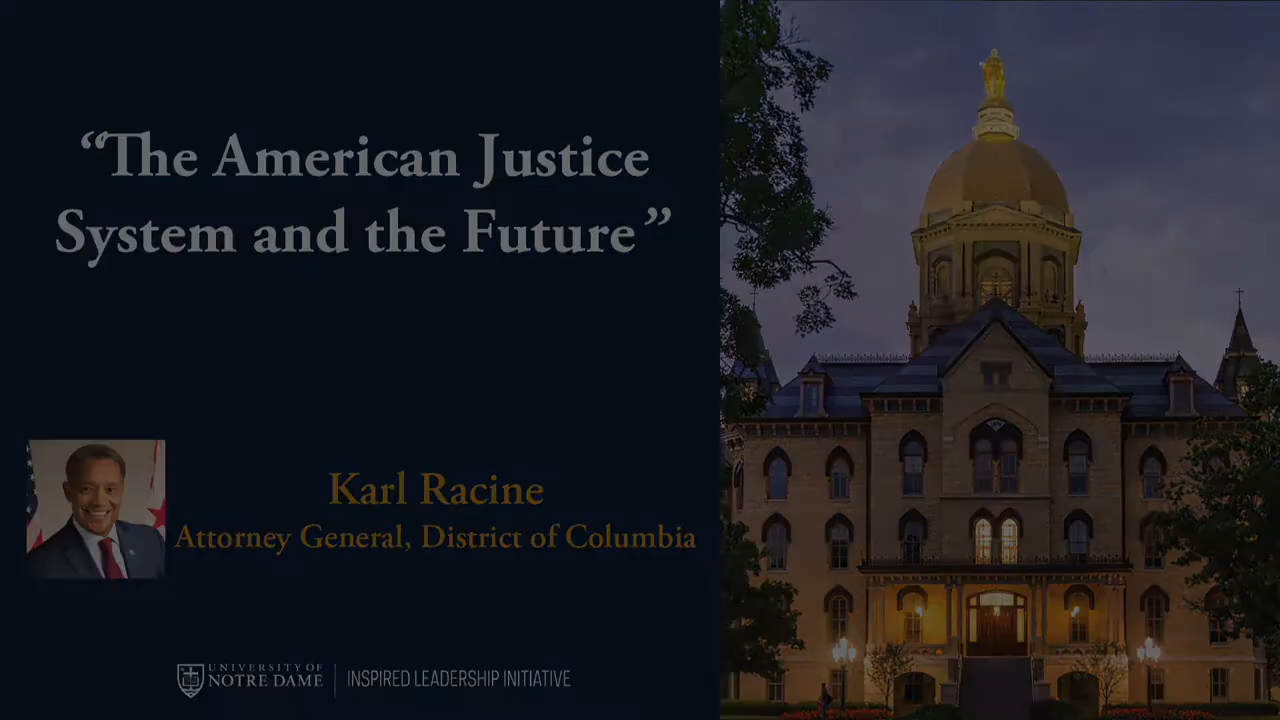 “The American Justice
System and the Future”
Karl Racine
Attorney General, District of Columbia
UNIVERSITY OF
NOTRE DAME
INSPIRED LEADERSHIP INITIATIVE